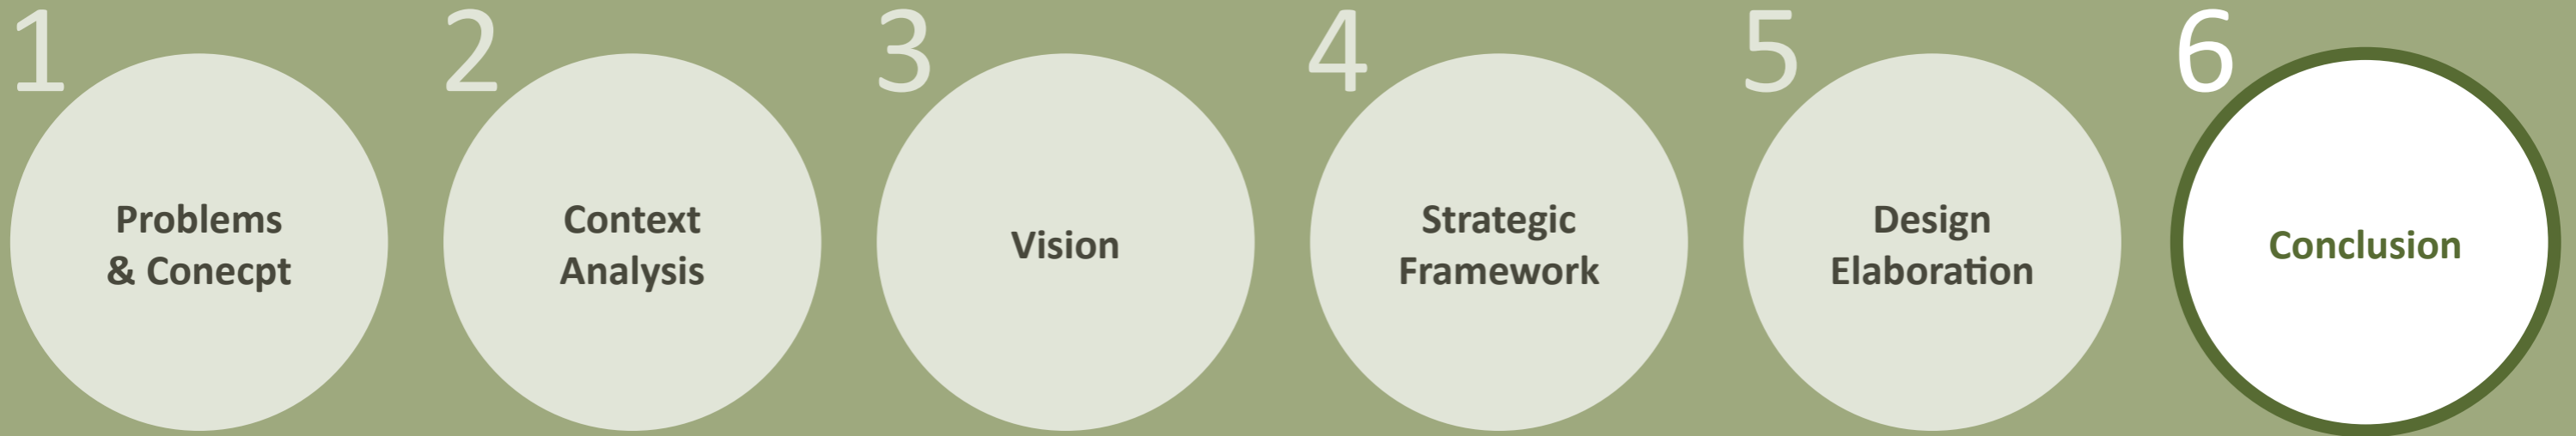 1
Problems
& Conecpt
2
Context
Analysis
3
Vision
4
Strategic
Framework
5
Design
Elaboration
6
Conclusion